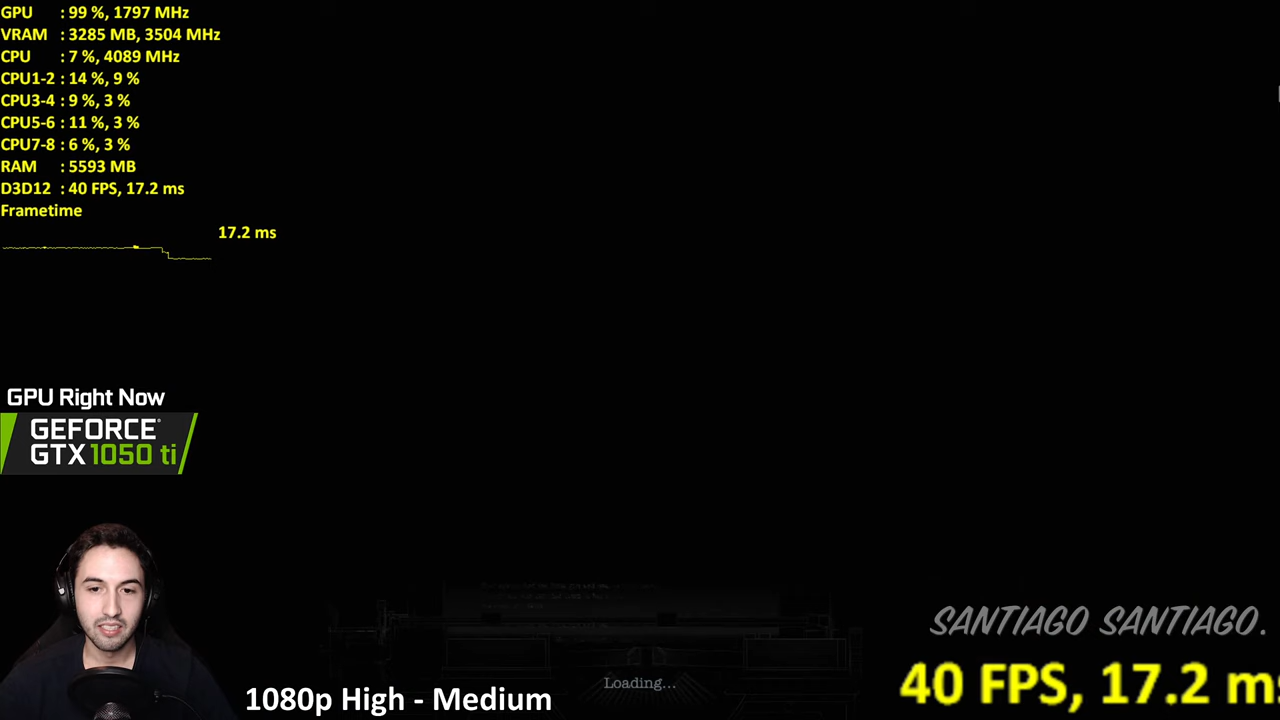 GPU : 99 %, 1797 MHz
VRAM : 3285 MB, 3504 MHz
CPU : 7 %, 4089 MHz
CPU1-2 : 14 %, 9 %
CPU3-4 : 9 %, 3 %
CPU5-6 : 11 %, 3 %
CPU7-8 : 6 %, 3 %
RAM : 5593 MB
D3D12 : 40 FPS, 17.2 ms
Frametime
17.2 ms
GPU Right Now
GEFORCE
GTX 1050 ti
SANTIAGO SANTIAGO.
Loading...
40 FPS, 17.2 ms
1080p High - Medium